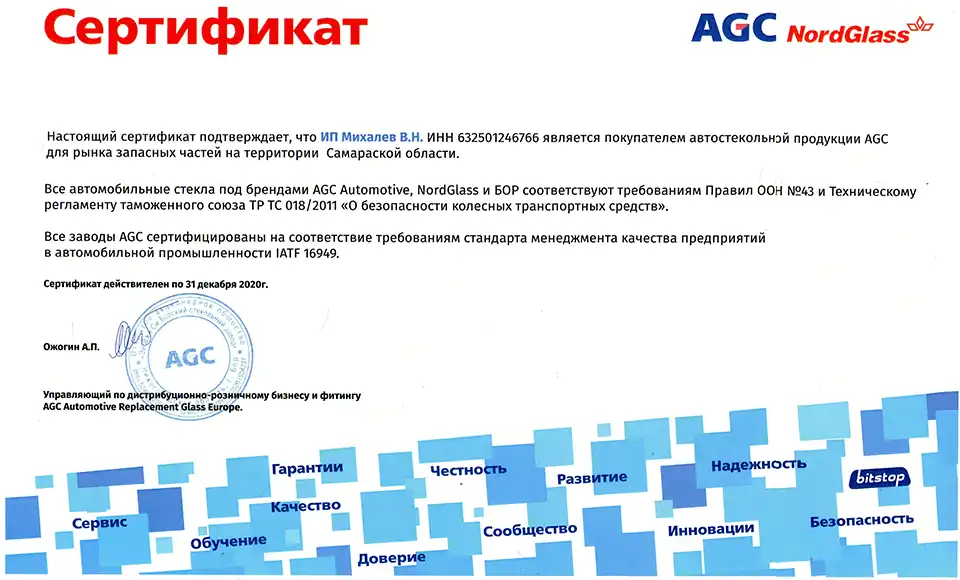 Сертификат
AGC NordGlass
Настоящий сертификат подтверждает, что ИП Михалев В.Н. ИНН 632501246766 является покупателем автостекольной продукции AGC
для рынка запасных частей на территории Самараской области.
Все автомобильные стекла под брендами AGC Automotive, NordGlass и БОР соответствуют требованиям Правил ООН №43 и Техническому
регламенту таможенного союза ТР ТС 018/2011 «О безопасности колесных транспортных средств».
Все заводы AGC сертифицированы на соответствие требованиям стандарта менеджмента качества предприятий
в автомобильной промышленности IATF 16949.
Сертификат действителен по 31 декабря 2020г.
Ожогин А.П.
AGC
Управляющий по дистрибуционно-розничному бизнесу и фитингу
AGC Automotive Replacement Glass Europe.
Гарантии
Честность
Развитие
Надежность
bitstop
Качество
Сервис
Обучение
Сообщество
Инновации
Безопасность
Доверие